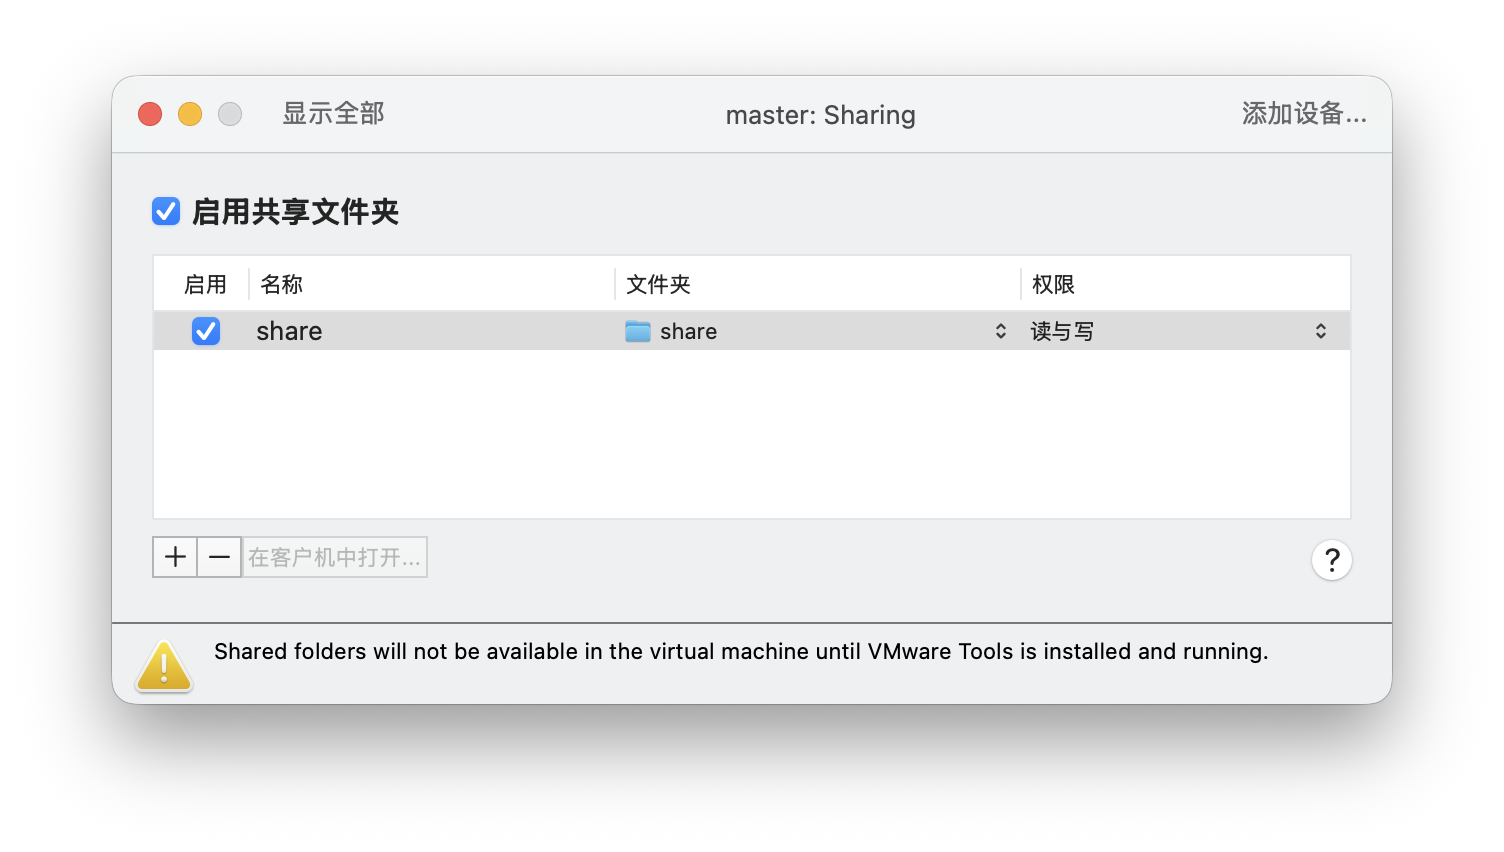 显示全部 master: Sharing 添加设备...
启用共享文件夹
启用 名称 文件夹 权限
share share 读与写
在客户机中打开...
?
Shared folders will not be available in the virtual machine until VMware Tools is installed and running.